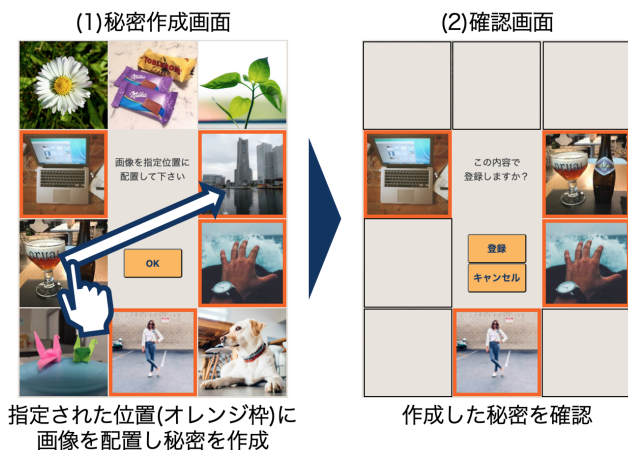 (1)秘密作成画面
(2)確認画面
TOBLERONE
Milka
Milka
画像を指定位置に
配置して下さい
OK
この内容で
登録しますか？
登録
キャンセル
指定された位置(オレンジ枠)に
画像を配置し秘密を作成
作成した秘密を確認